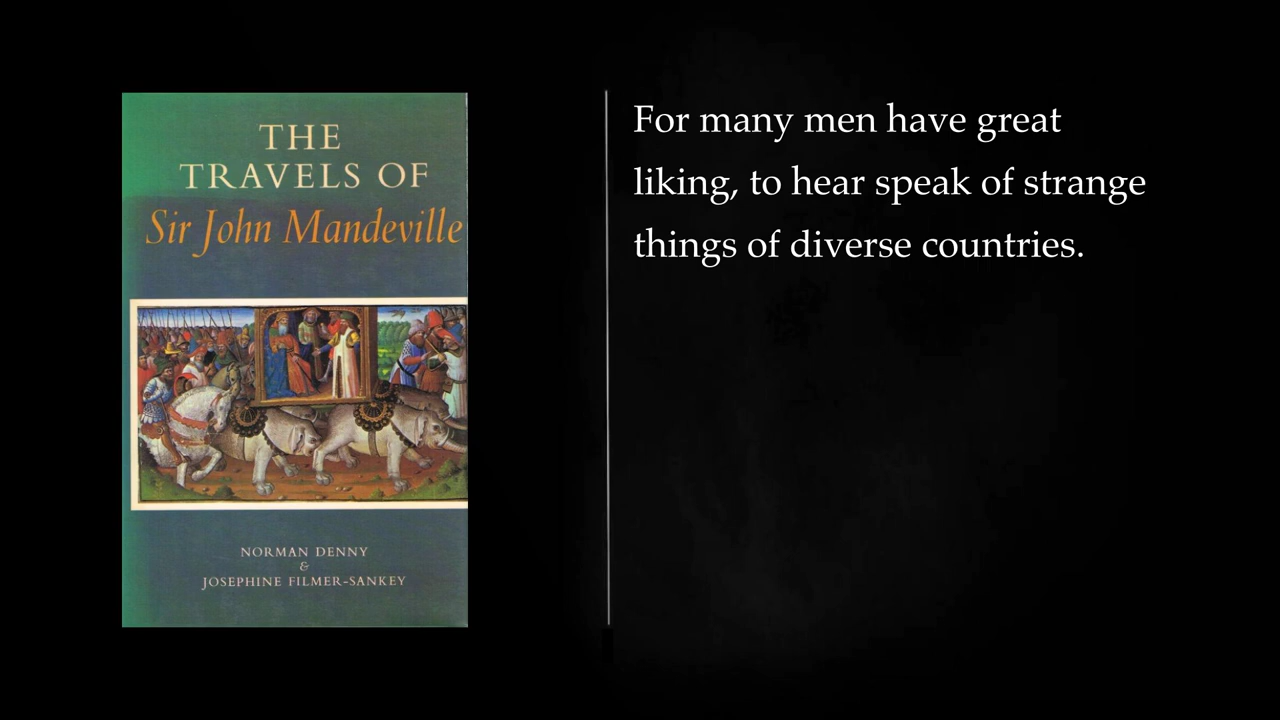 THE
TRAVELS OF
Sir John Mandeville
NORMAN DENNY
&
JOSEPHINE FILMER-SANKEY
For many men have great
liking, to hear speak of strange
things of diverse countries.